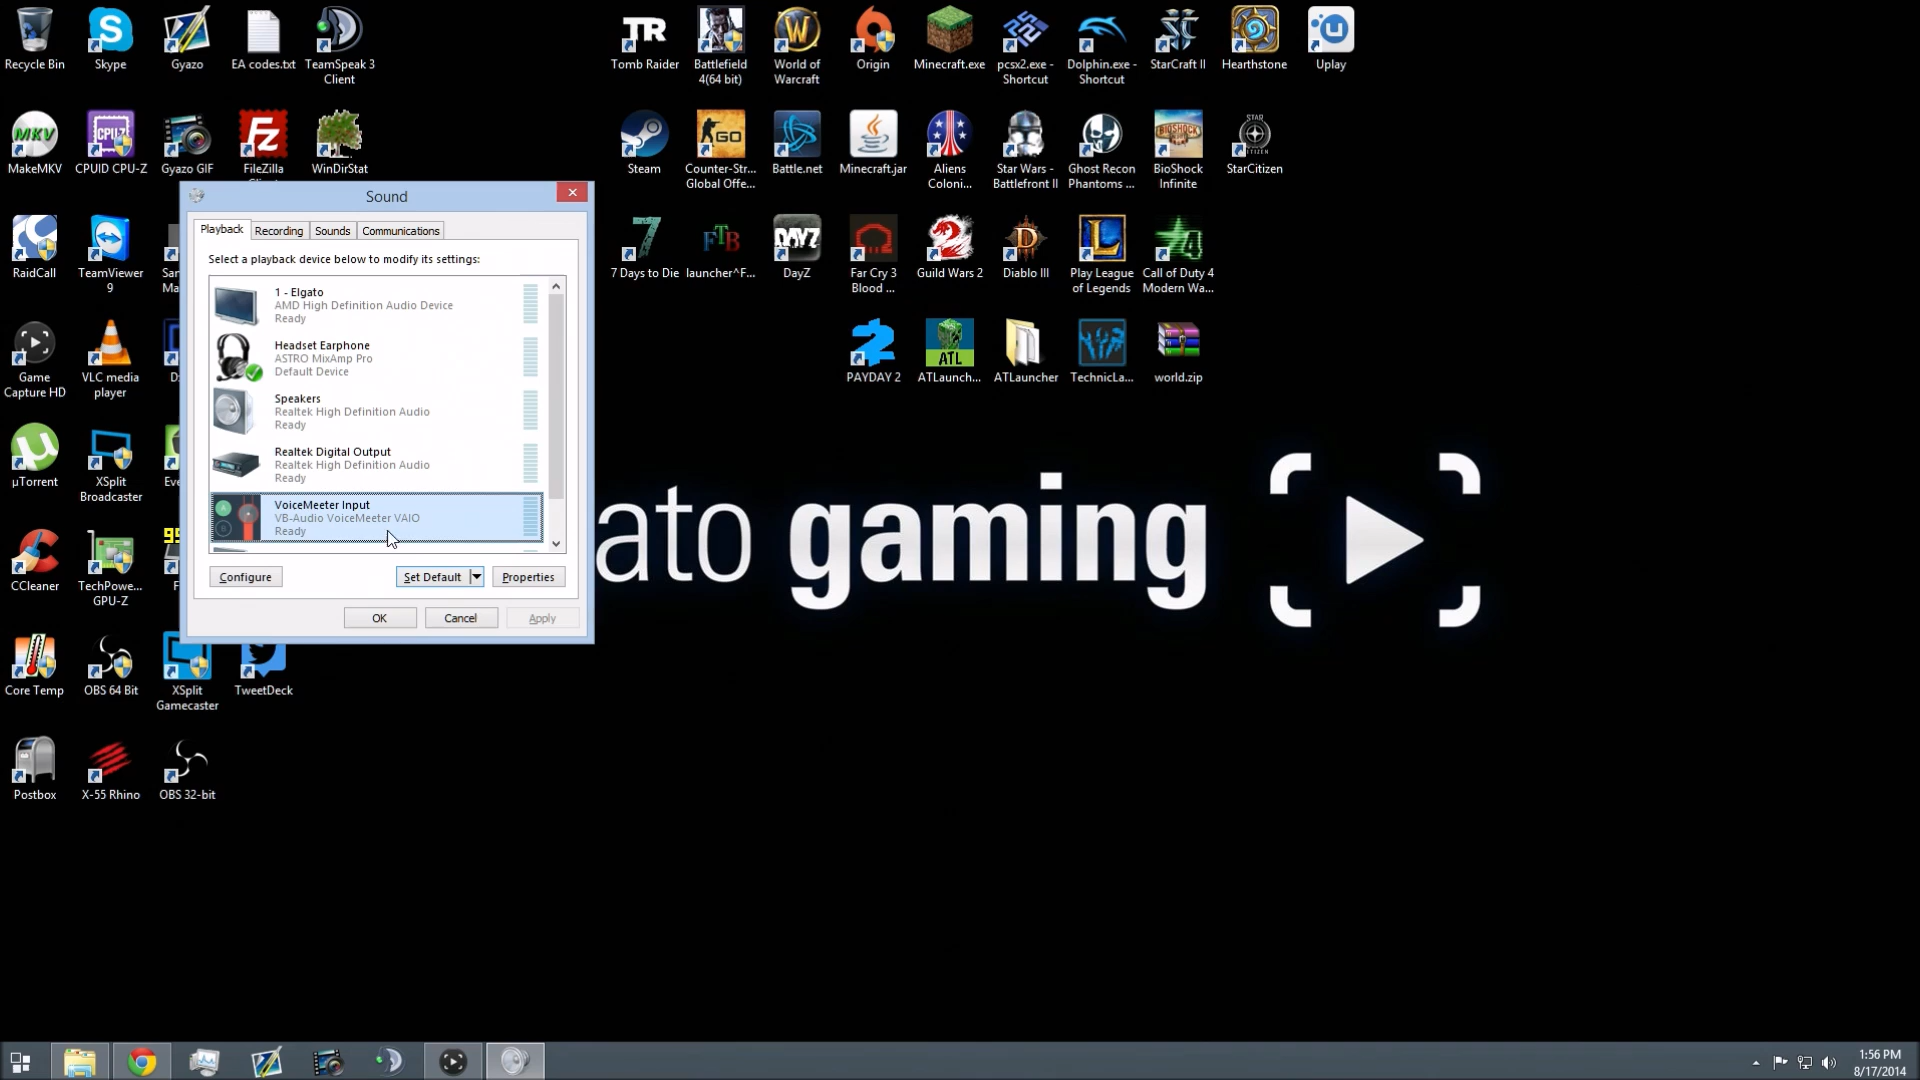 Recycle Bin
Skype
Gyazo
EA codes.txt
TeamSpeak 3
Client
Tomb Raider
Battlefield
4(64 bit)
World of
Warcraft
Origin
Minecraft.exe
pcsx2.exe -
Shortcut
Dolphin.exe -
Shortcut
StarCraft II
Hearthstone
Uplay
MakeMKV
CPUID CPU-Z
Gyazo GIF
FileZilla
WinDirStat
Steam
Counter-Str...
Global Offe...
Battle.net
Minecraft.jar
Aliens
Coloni...
Star Wars -
Battlefront II
Ghost Recon
Phantoms ...
BioShock
Infinite
StarCitizen
RaidCall
TeamViewer
9
7 Days to Die
launcher^F...
DayZ
Far Cry 3
Blood ...
Guild Wars 2
Diablo III
Play League
of Legends
Call of Duty 4
Modern Wa...
Game
Capture HD
VLC media
player
PAYDAY 2
ATLaunch...
ATLauncher
TechnicLa...
world.zip
µTorrent
XSplit
Broadcaster
CCleaner
TechPowe...
GPU-Z
Core Temp
OBS 64 Bit
XSplit
Gamecaster
TweetDeck
Postbox
X-55 Rhino
OBS 32-bit
Sound
Playback
Recording
Sounds
Communications
Select a playback device below to modify its settings:
1 - Elgato
AMD High Definition Audio Device
Ready
Headset Earphone
ASTRO MixAmp Pro
Default Device
Speakers
Realtek High Definition Audio
Ready
Realtek Digital Output
Realtek High Definition Audio
Ready
VoiceMeeter Input
VB-Audio VoiceMeeter VAIO
Ready
Configure
Set Default
Properties
OK
Cancel
Apply
ato gaming
1:56 PM
8/17/2014